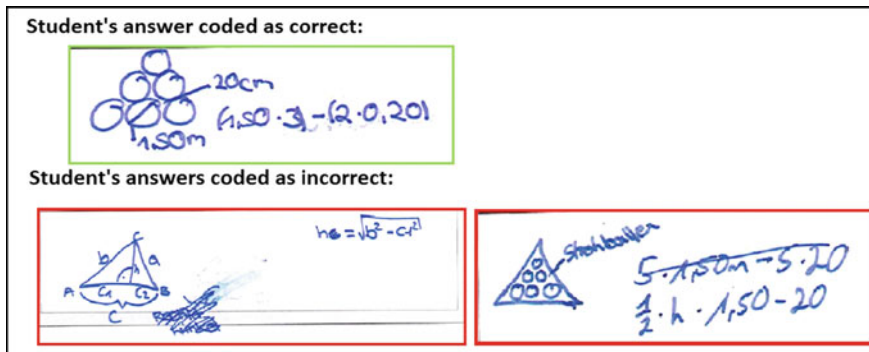 Student's answer coded as correct:
20cm
(1,50 · 3) - (2 · 0,20)
1,50m
Student's answers coded as incorrect:
C
b
a
h
A
C1
C2
B
C
hc = √b² - c1²
Strohballen
5 · 1,50m - 5 · 20
1/2 · h · 1,50 - 20